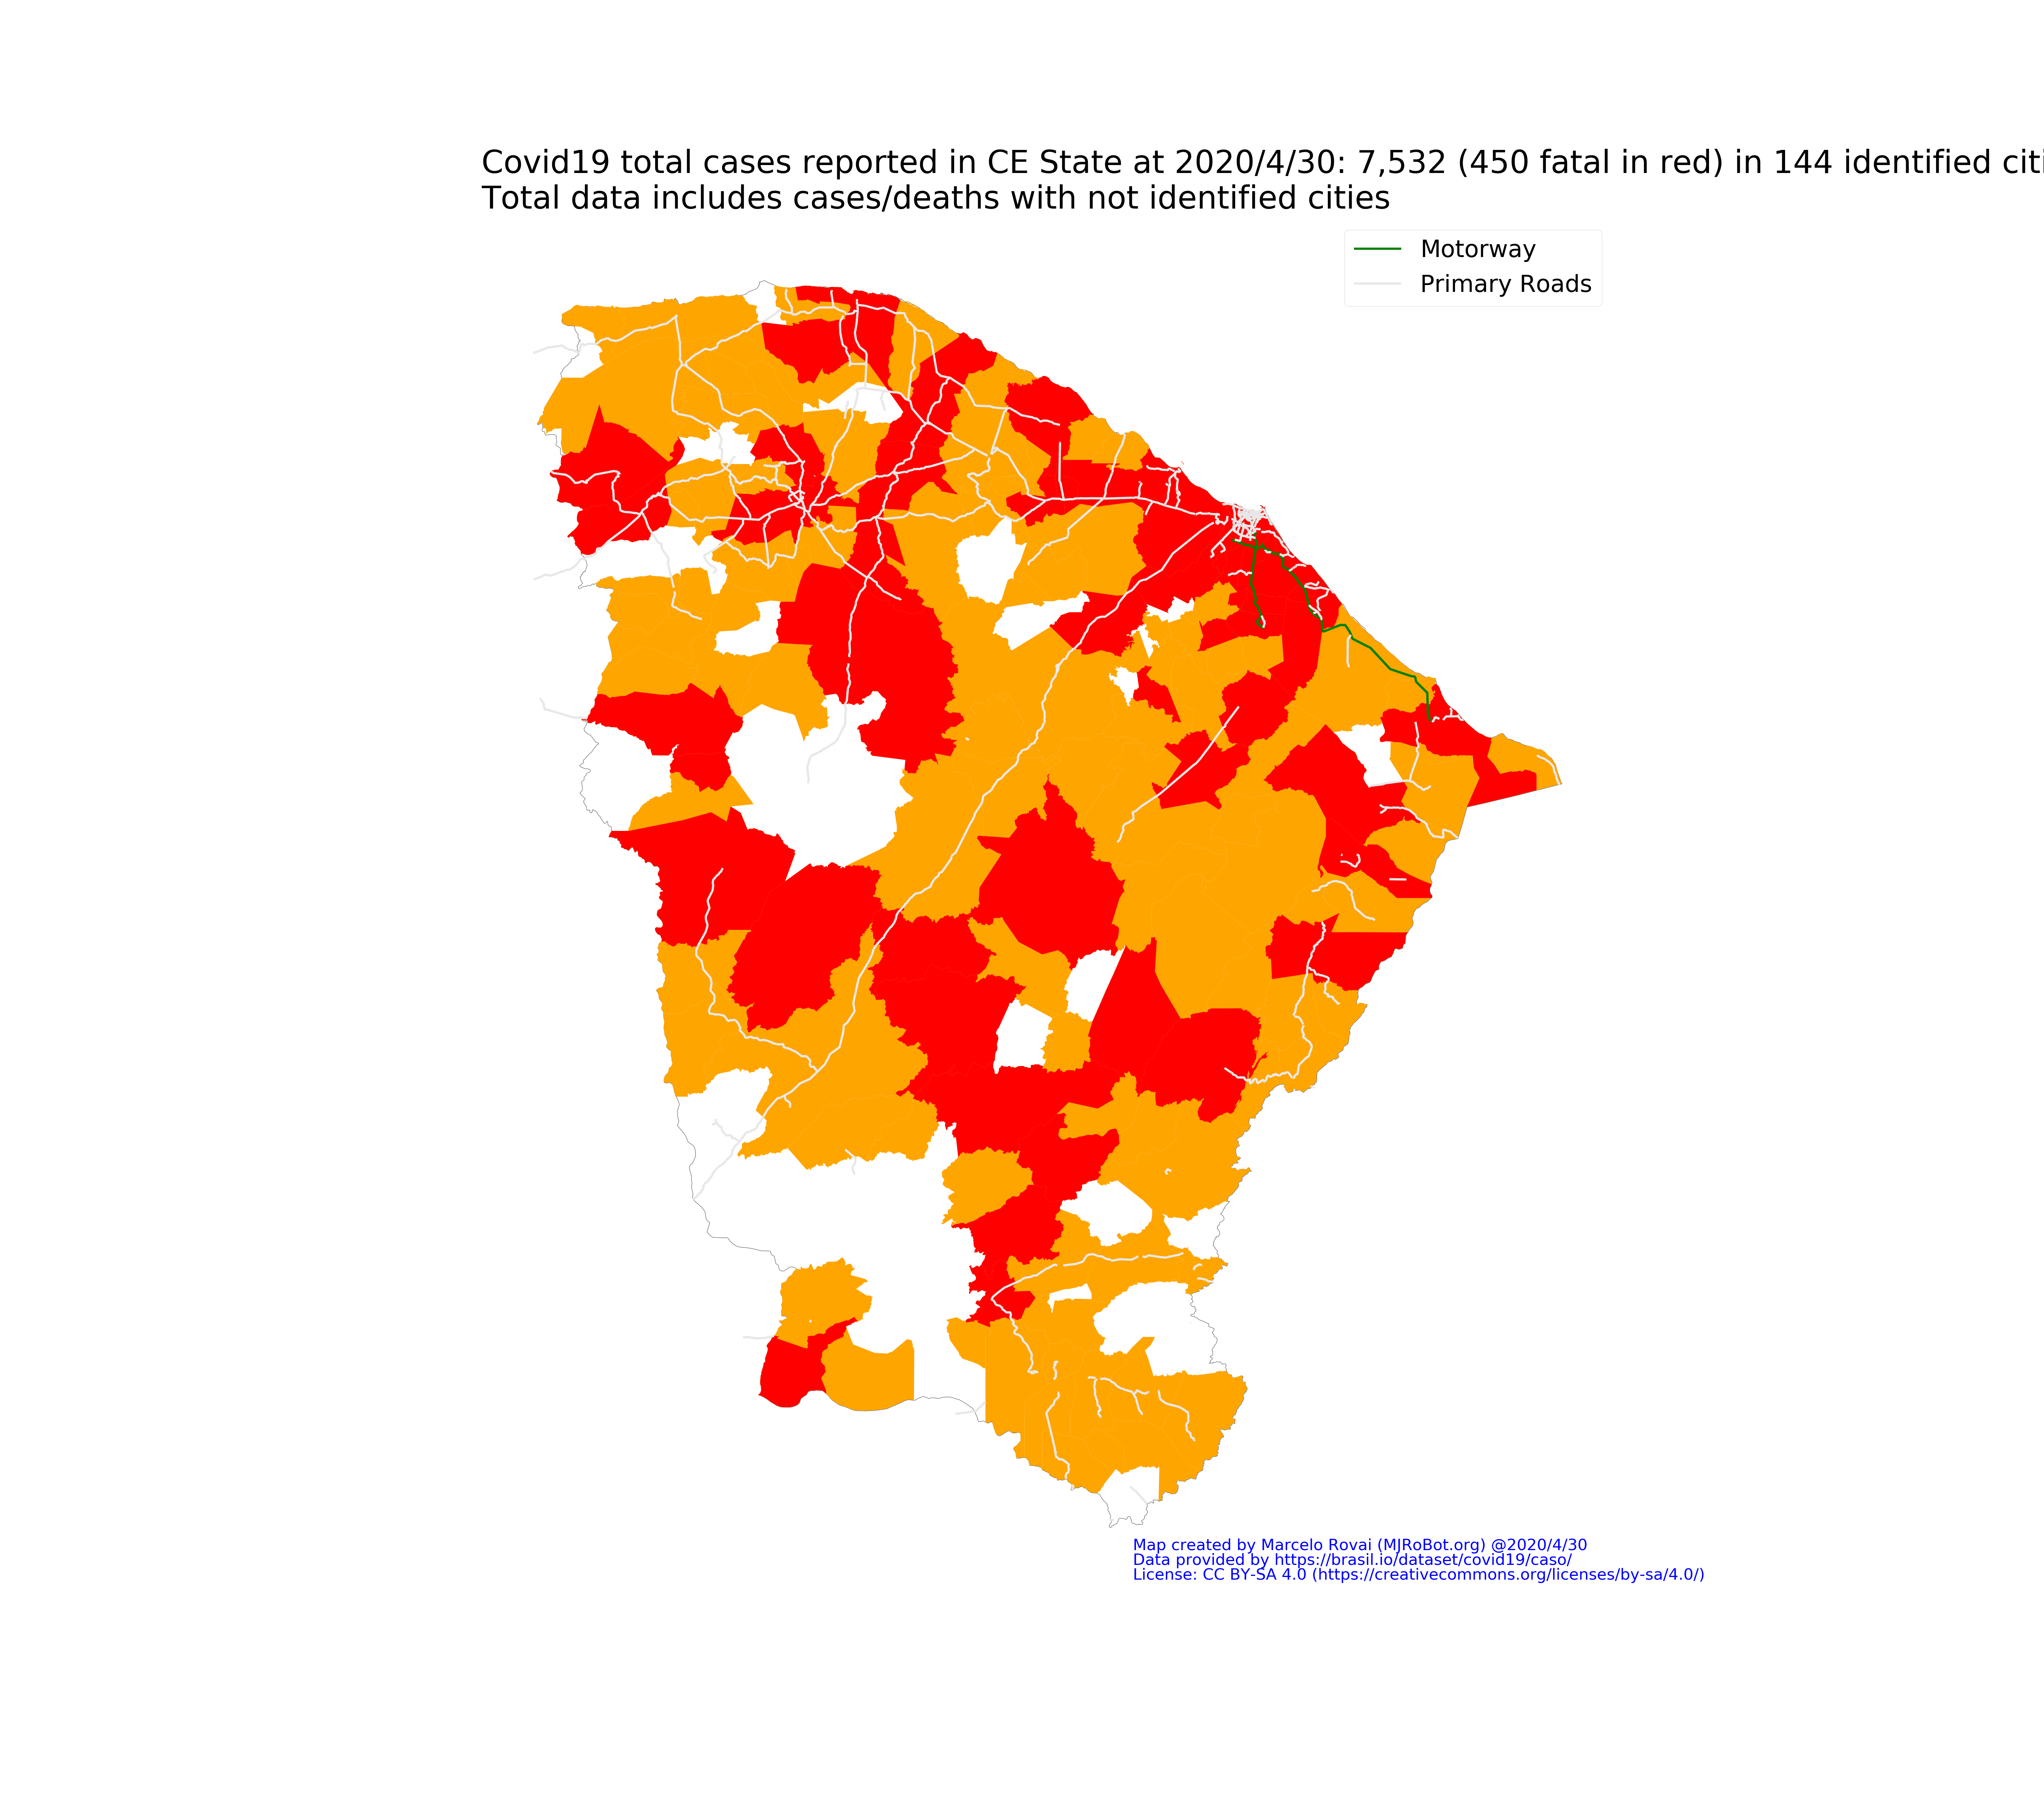 Covid19 total cases reported in CE State at 2020/4/30: 7,532 (450 fatal in red) in 144 identified citi
Total data includes cases/deaths with not identified cities
Motorway
Primary Roads
Map created by Marcelo Rovai (MJRoBot.org) @2020/4/30
Data provided by https://brasil.io/dataset/covid19/caso/
License: CC BY-SA 4.0 (https://creativecommons.org/licenses/by-sa/4.0/)